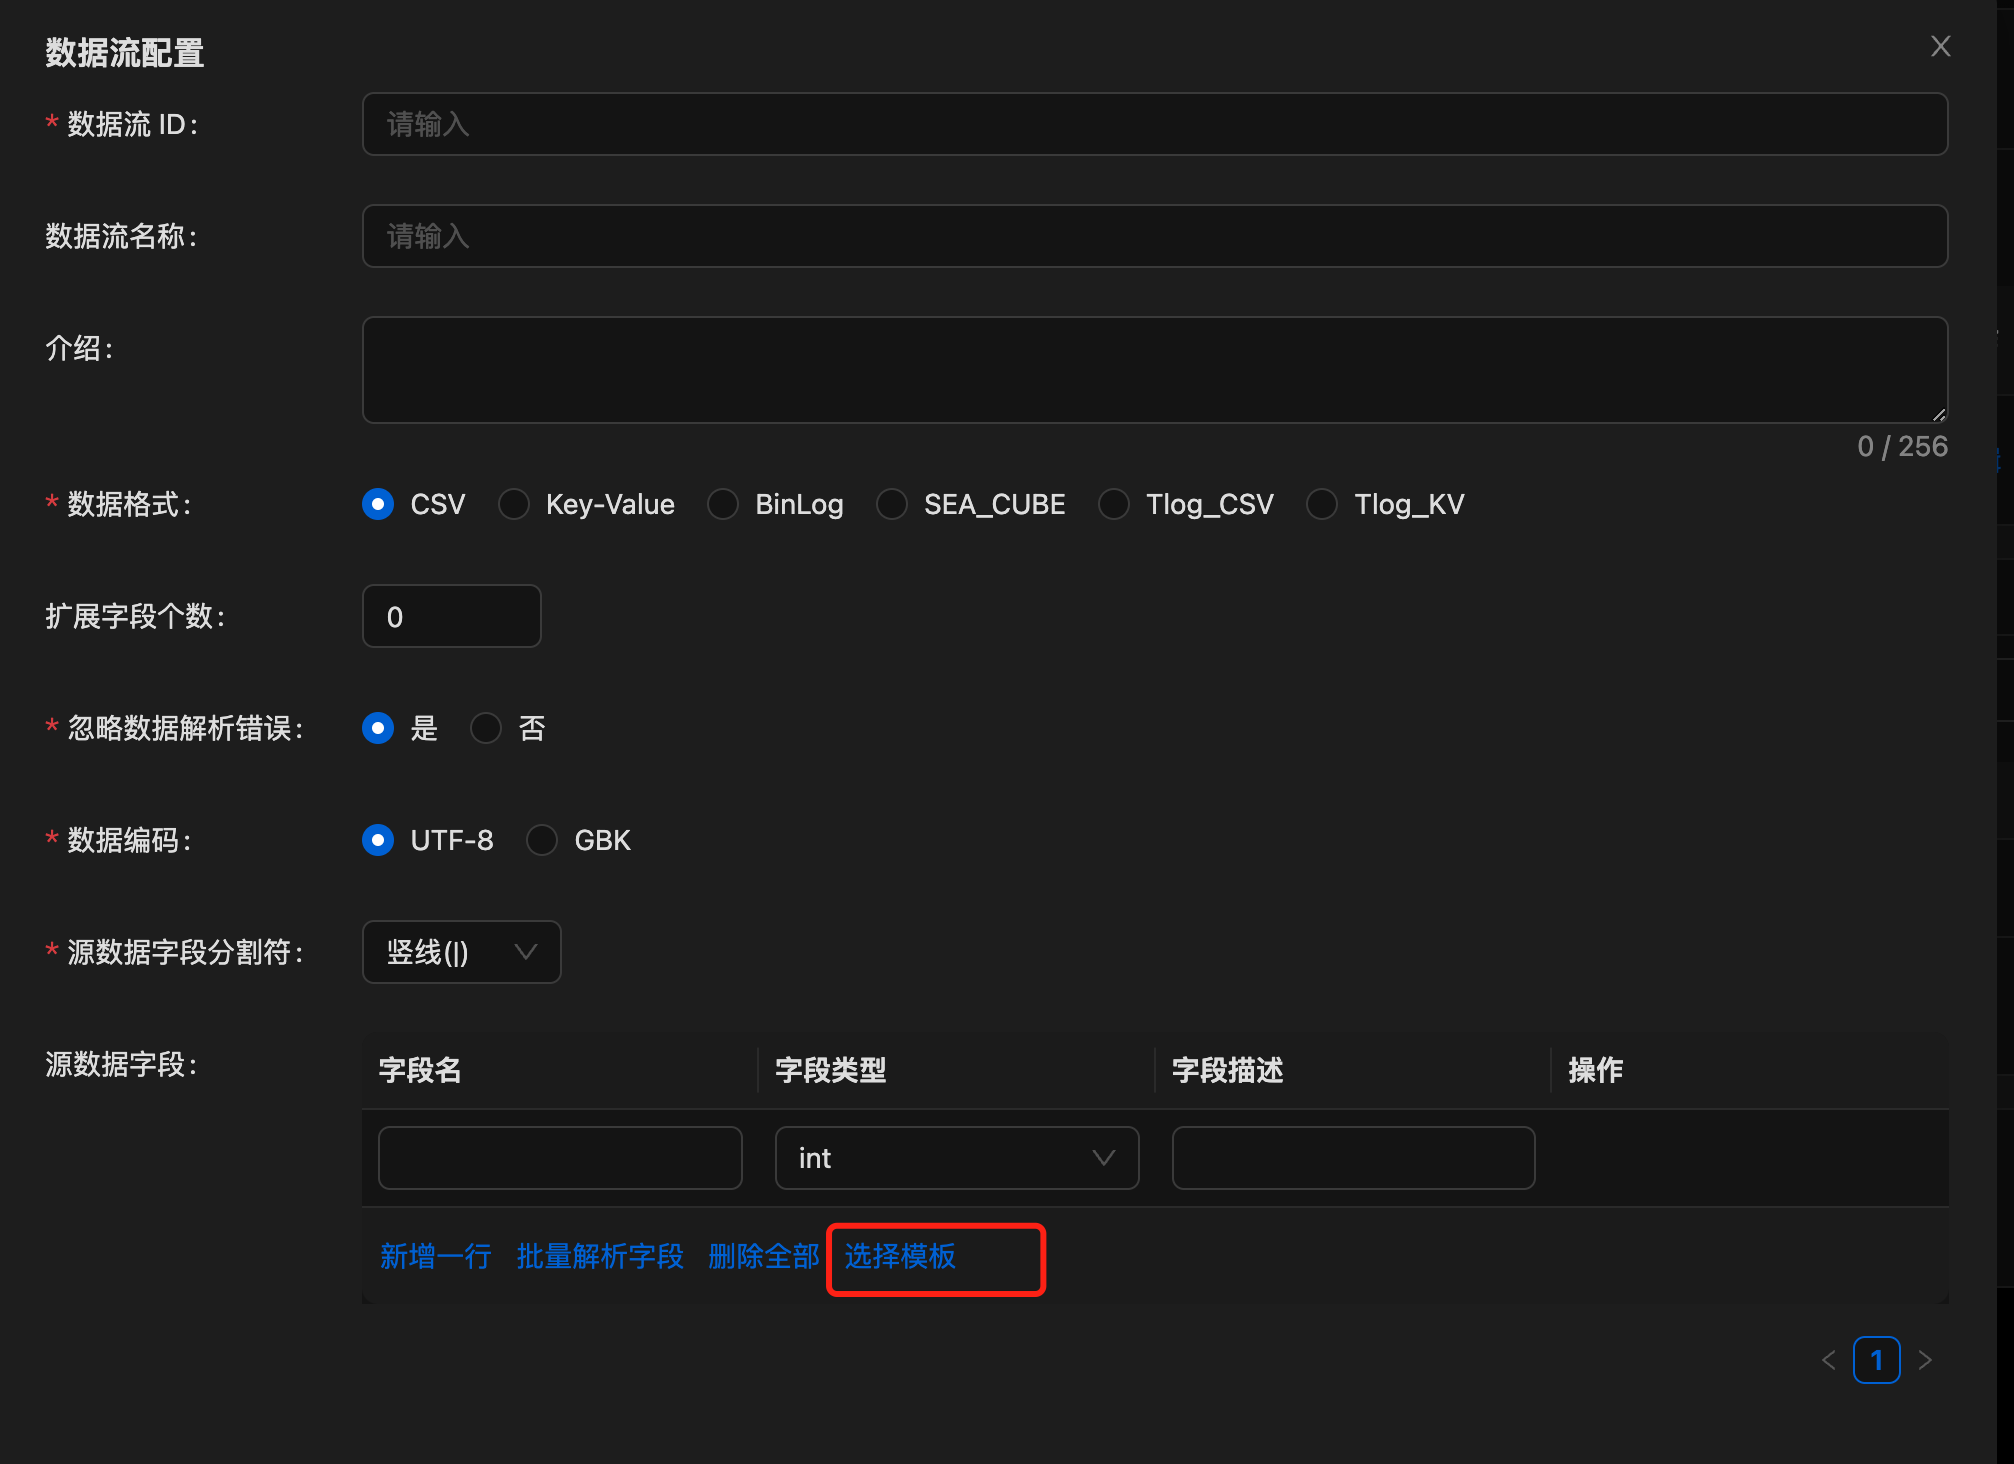 数据流配置
* 数据流 ID:
请输入
数据流名称:
请输入
介绍:
0 / 256
* 数据格式:
CSV Key-Value BinLog SEA_CUBE Tlog_CSV Tlog_KV
扩展字段个数:
0
* 忽略数据解析错误:
是 否
* 数据编码:
UTF-8 GBK
* 源数据字段分割符:
竖线(|)
源数据字段:
字段名 字段类型 字段描述 操作
int
新增一行 批量解析字段 删除全部 选择模板
< 1 >